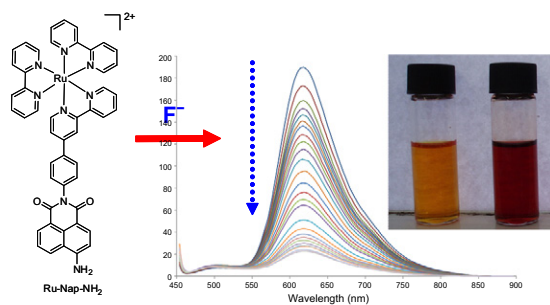 ]2+
N
N
N
N
Ru
N
N
O
N
O
NH2
Ru-Nap-NH2
F−
200
180
160
140
120
100
80
60
40
20
0
450 500 550 600 650 700 750 800 850 900
Wavelength (nm)